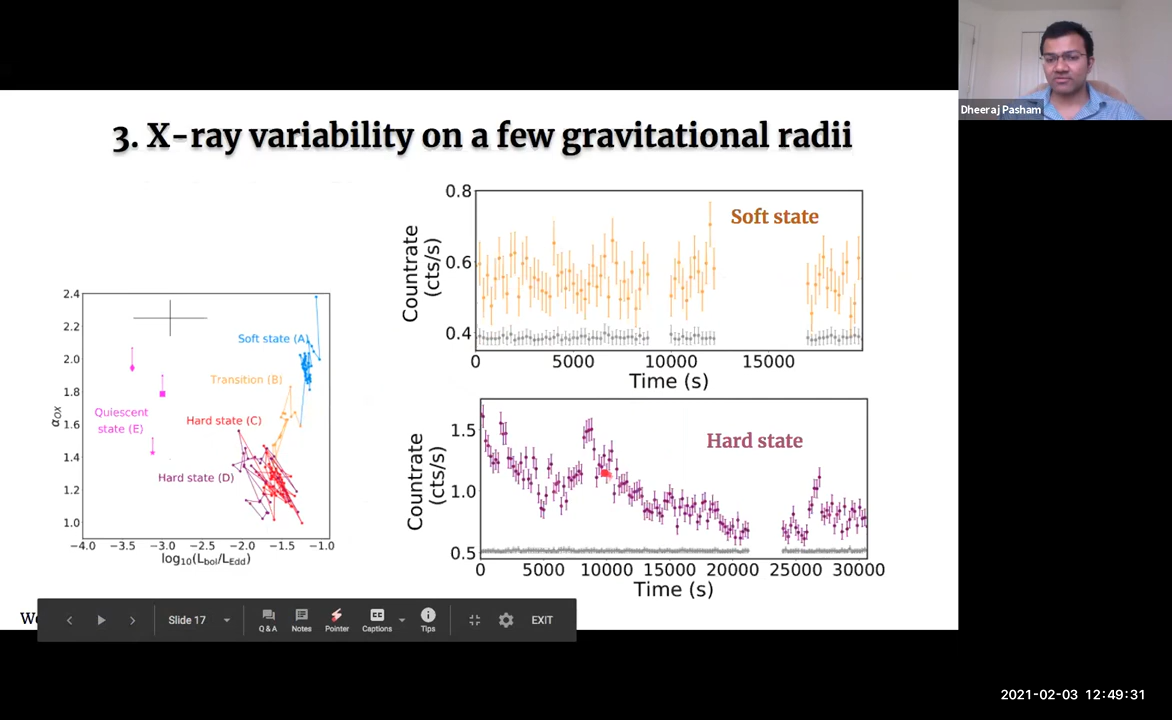 Dheeraj Pasham
3. X-ray variability on a few gravitational radii
0.8
0.6
0.4
Countrate
(cts/s)
Soft state
0
5000
10000
15000
Time (s)
2.4
2.2
2.0
1.8
1.6
1.4
1.2
1.0
αOX
Soft state (A)
Transition (B)
Quiescent
state (E)
Hard state (C)
Hard state (D)
−4.0 −3.5 −3.0 −2.5 −2.0 −1.5 −1.0
log10(Lbol/LEdd)
1.5
1.0
0.5
Countrate
(cts/s)
Hard state
0 5000 10000 15000 20000 25000 30000
Time (s)
Slide 17
Q & A
Notes
Pointer
CC
Captions
Tips
EXIT
2021-02-03 12:49:31